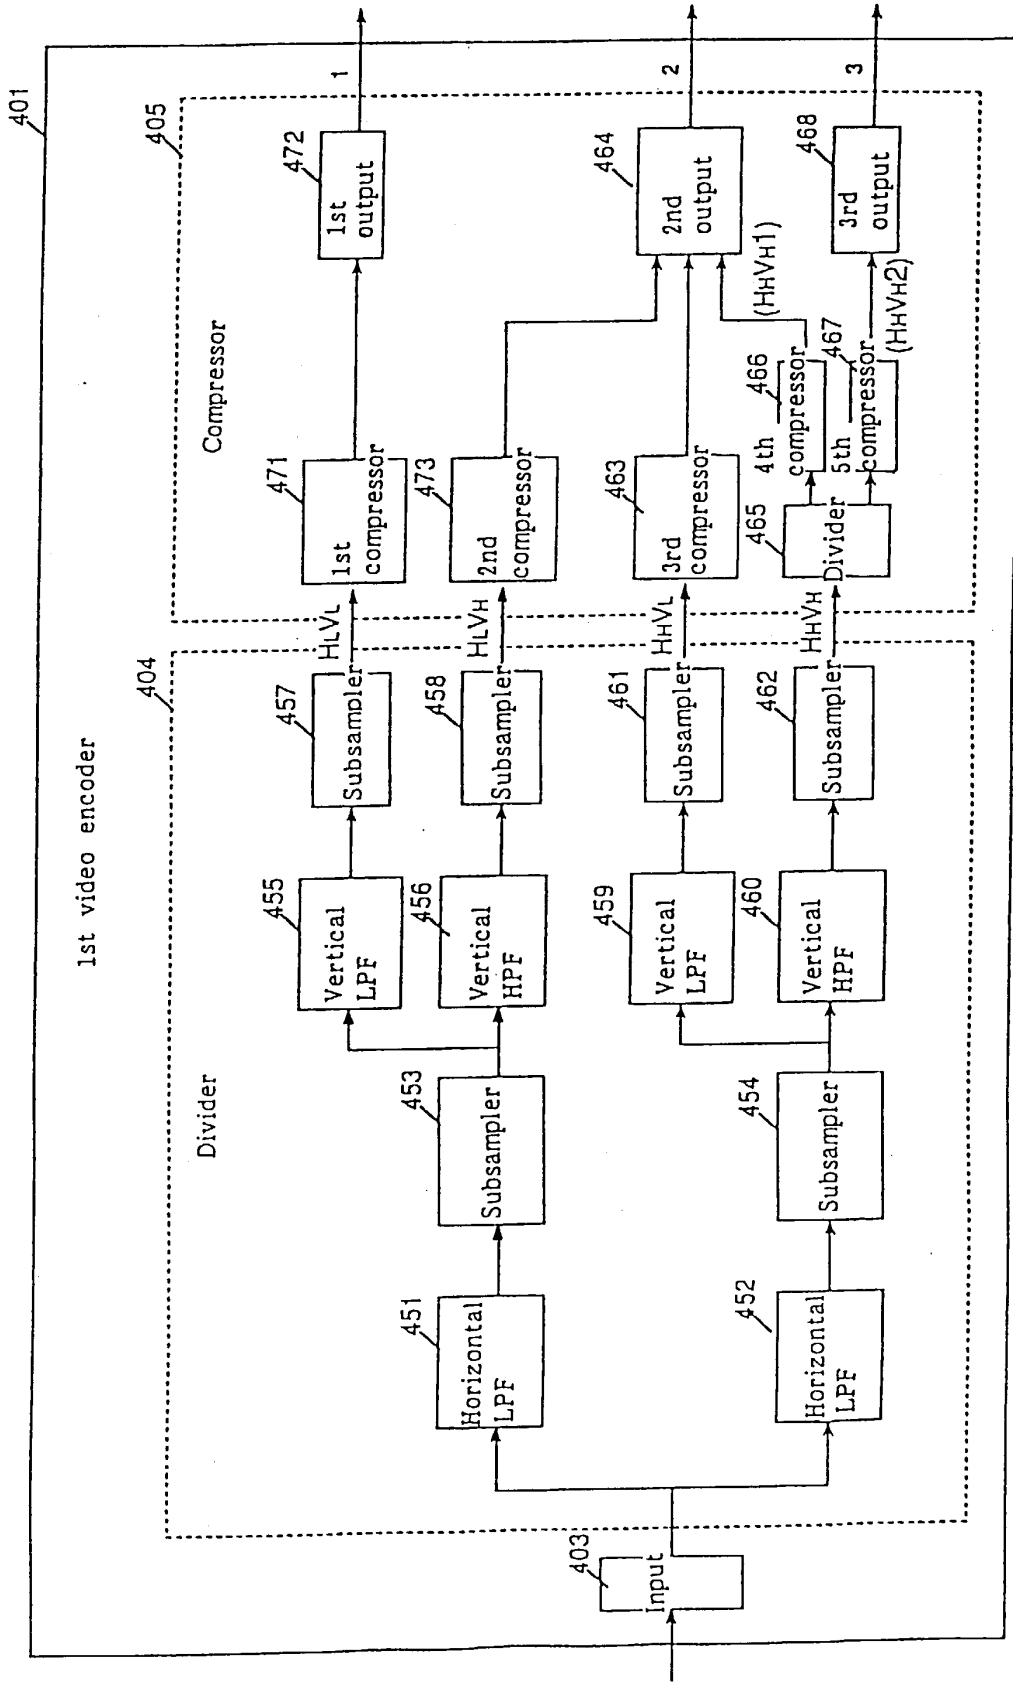 401
1st video encoder
404
405
Divider
Compressor
403
Input
451
Horizontal
LPF
453
Subsampler
455
Vertical
LPF
457
Subsampler
HLVL
471
1st
compressor
472
1st
output
1
456
Vertical
HPF
458
Subsampler
HLVH
473
2nd
compressor
452
Horizontal
LPF
454
Subsampler
459
Vertical
LPF
461
Subsampler
HHVL
463
3rd
compressor
464
2nd
output
2
460
Vertical
HPF
462
Subsampler
HHVH
465
Divider
466
4th
compressor
(HHVH1)
467
5th
compressor
(HHVH2)
468
3rd
output
3